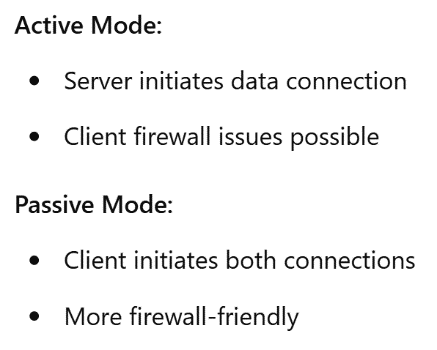 Active Mode:
• Server initiates data connection
• Client firewall issues possible
Passive Mode:
• Client initiates both connections
• More firewall-friendly